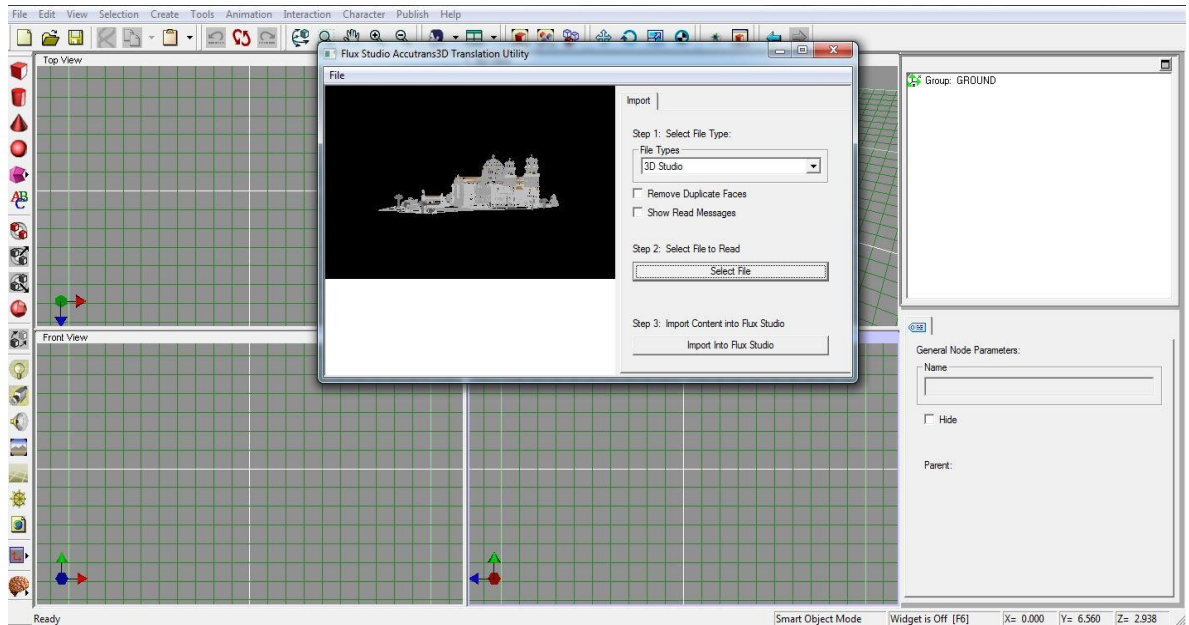 File Edit View Selection Create Tools Animation Interaction Character Publish Help
Flux Studio Accutrans3D Translation Utility
File
Top View
Group: GROUND
Import
Step 1: Select File Type:
File Types
3D Studio
Remove Duplicate Faces
Show Read Messages
Step 2: Select File to Read
Select File
Step 3: Import Content into Flux Studio
Import Into Flux Studio
ABC
Front View
General Node Parameters:
Name
Hide
Parent:
Ready
Smart Object Mode
Widget is Off [F6]
X= 0.000
Y= 6.560
Z= 2.938